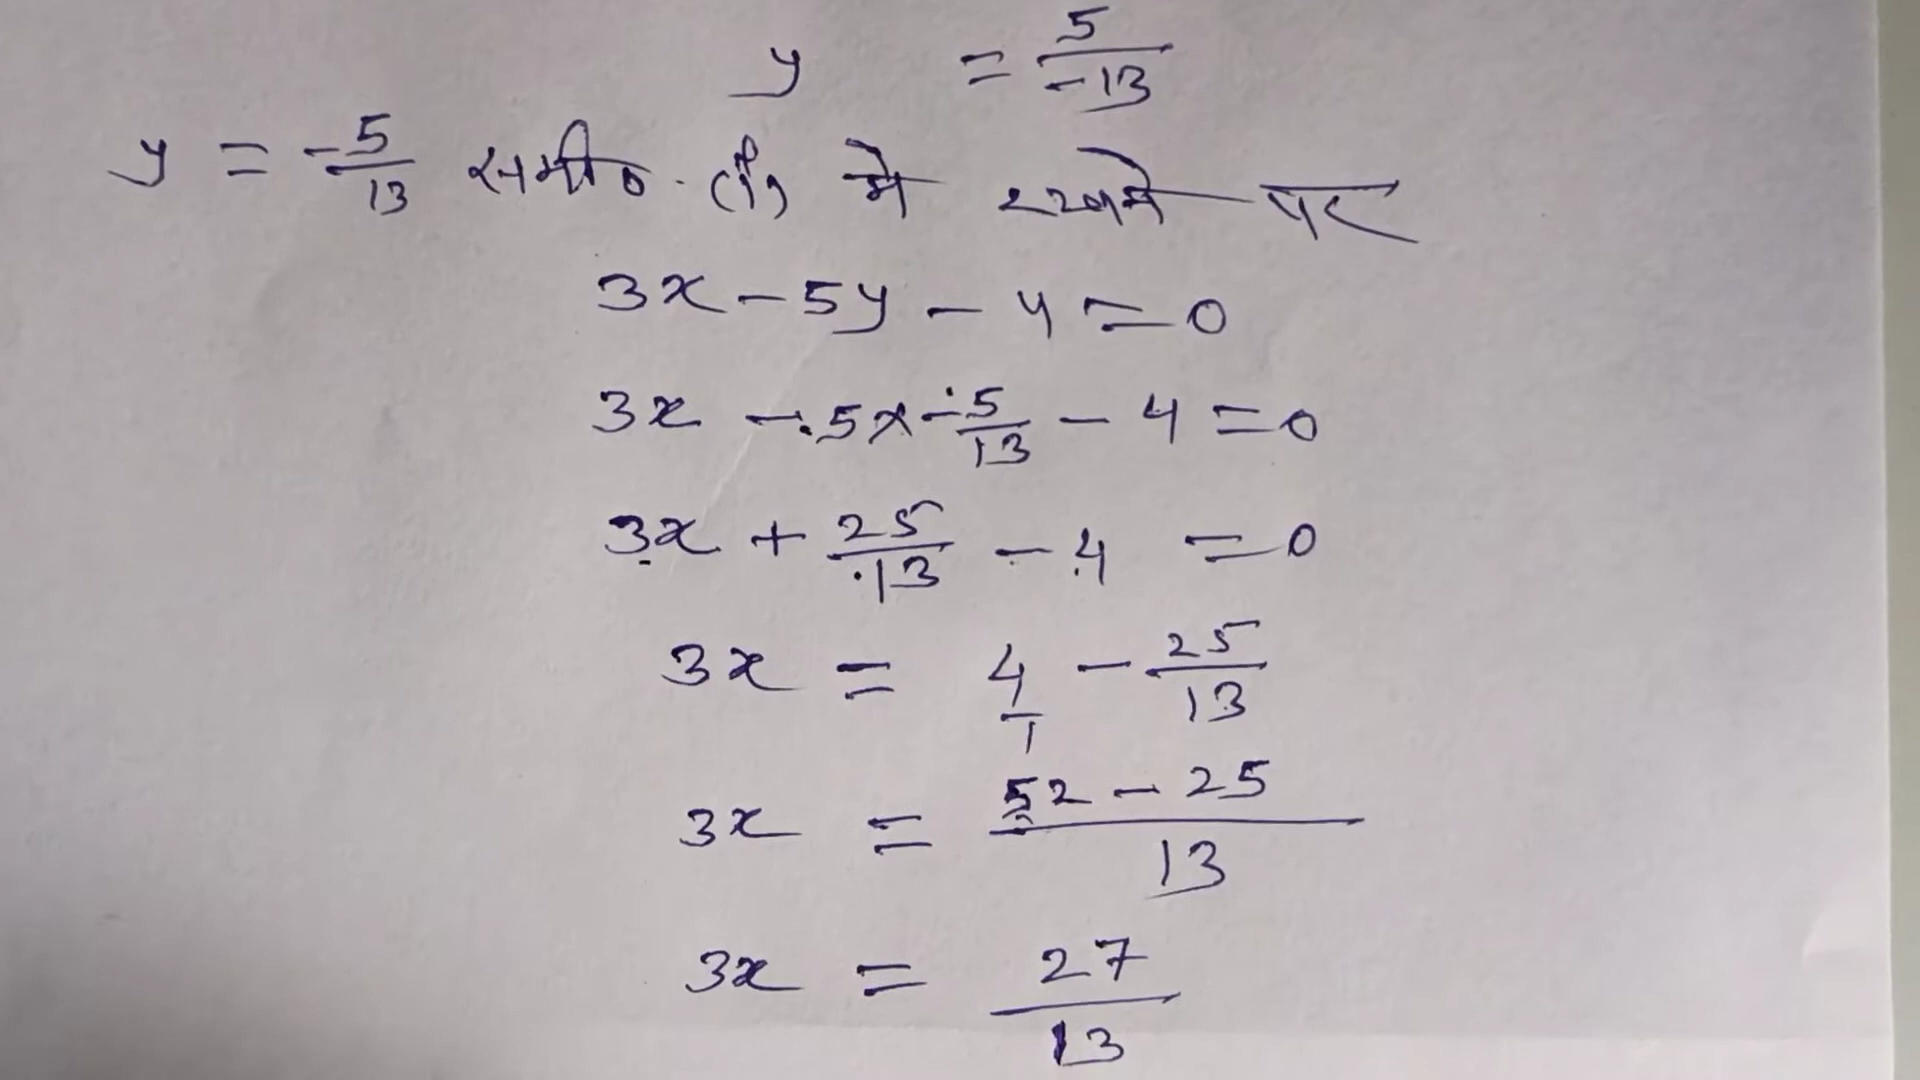 y = 5/-13
y = -5/13 समी० (i) मे रखने पर
3x - 5y - 4 = 0
3x - 5x -5/13 - 4 = 0
3x + 25/13 - 4 = 0
3x = 4/1 - 25/13
3x = 52 - 25/13
3x = 27/13